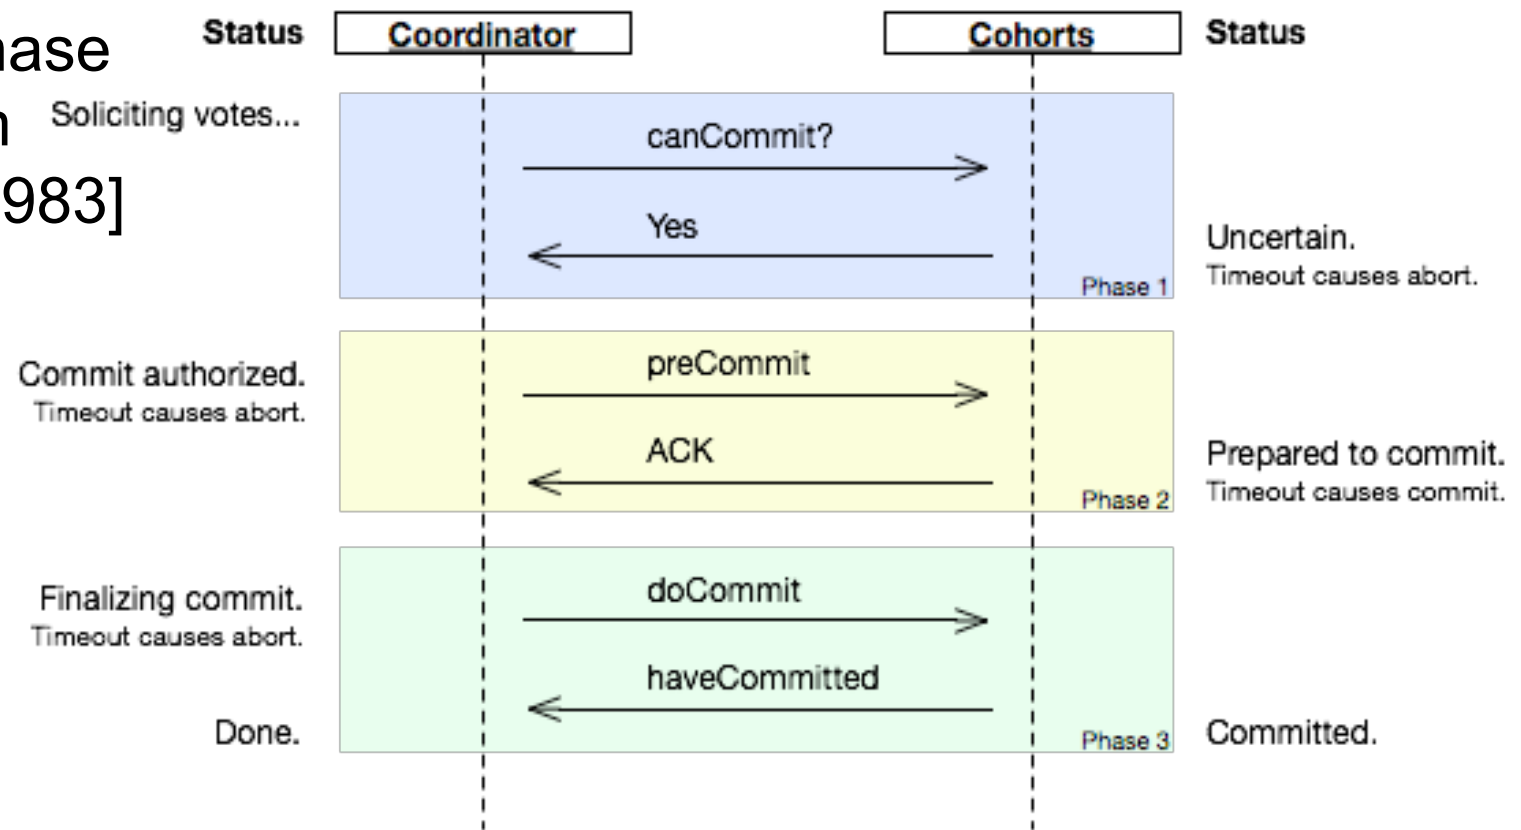 Status
Coordinator
Cohorts
Status
983]
Soliciting votes...
canCommit?
Yes
Uncertain.
Timeout causes abort.
Phase 1
Commit authorized.
Timeout causes abort.
preCommit
ACK
Prepared to commit.
Timeout causes commit.
Phase 2
Finalizing commit.
Timeout causes abort.
doCommit
haveCommitted
Done.
Phase 3
Committed.